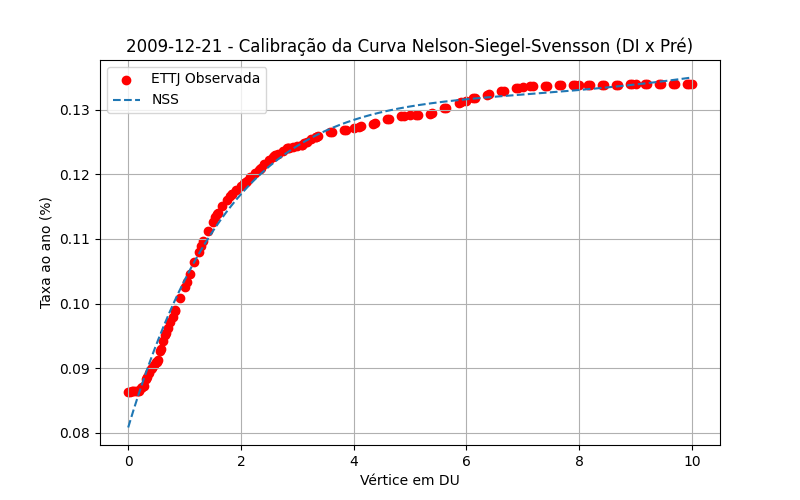 2009-12-21 - Calibração da Curva Nelson-Siegel-Svensson (DI x Pré)
ETTJ Observada
NSS
Taxa ao ano (%)
0.13
0.12
0.11
0.10
0.09
0.08
0 2 4 6 8 10
Vértice em DU